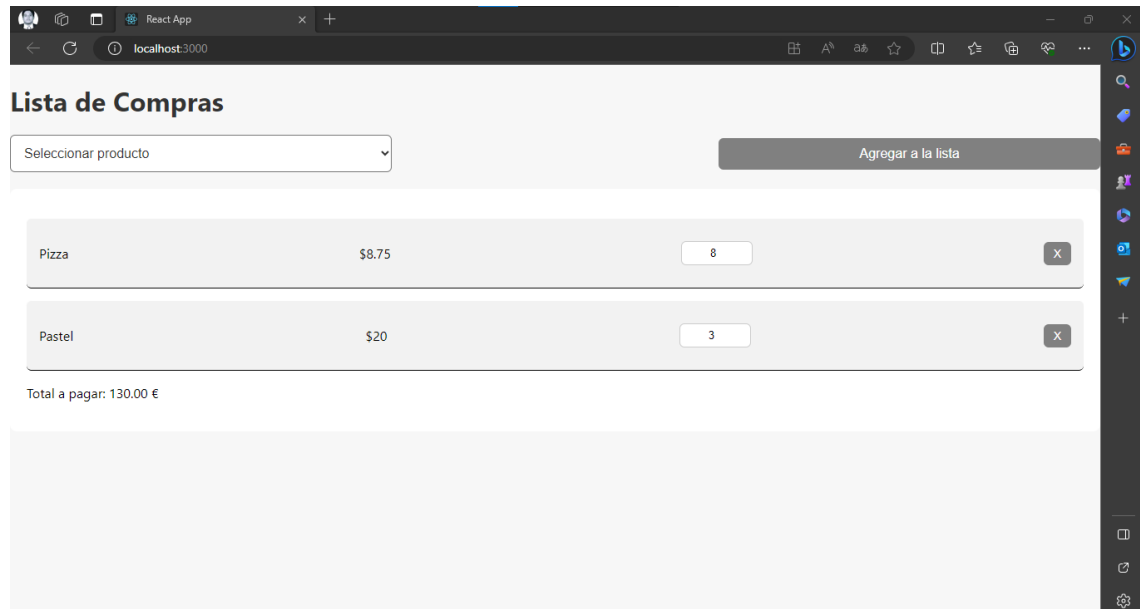 React App
localhost:3000
Lista de Compras
Seleccionar producto
Agregar a la lista
Pizza $8.75 8 X
Pastel $20 3 X
Total a pagar: 130.00 €